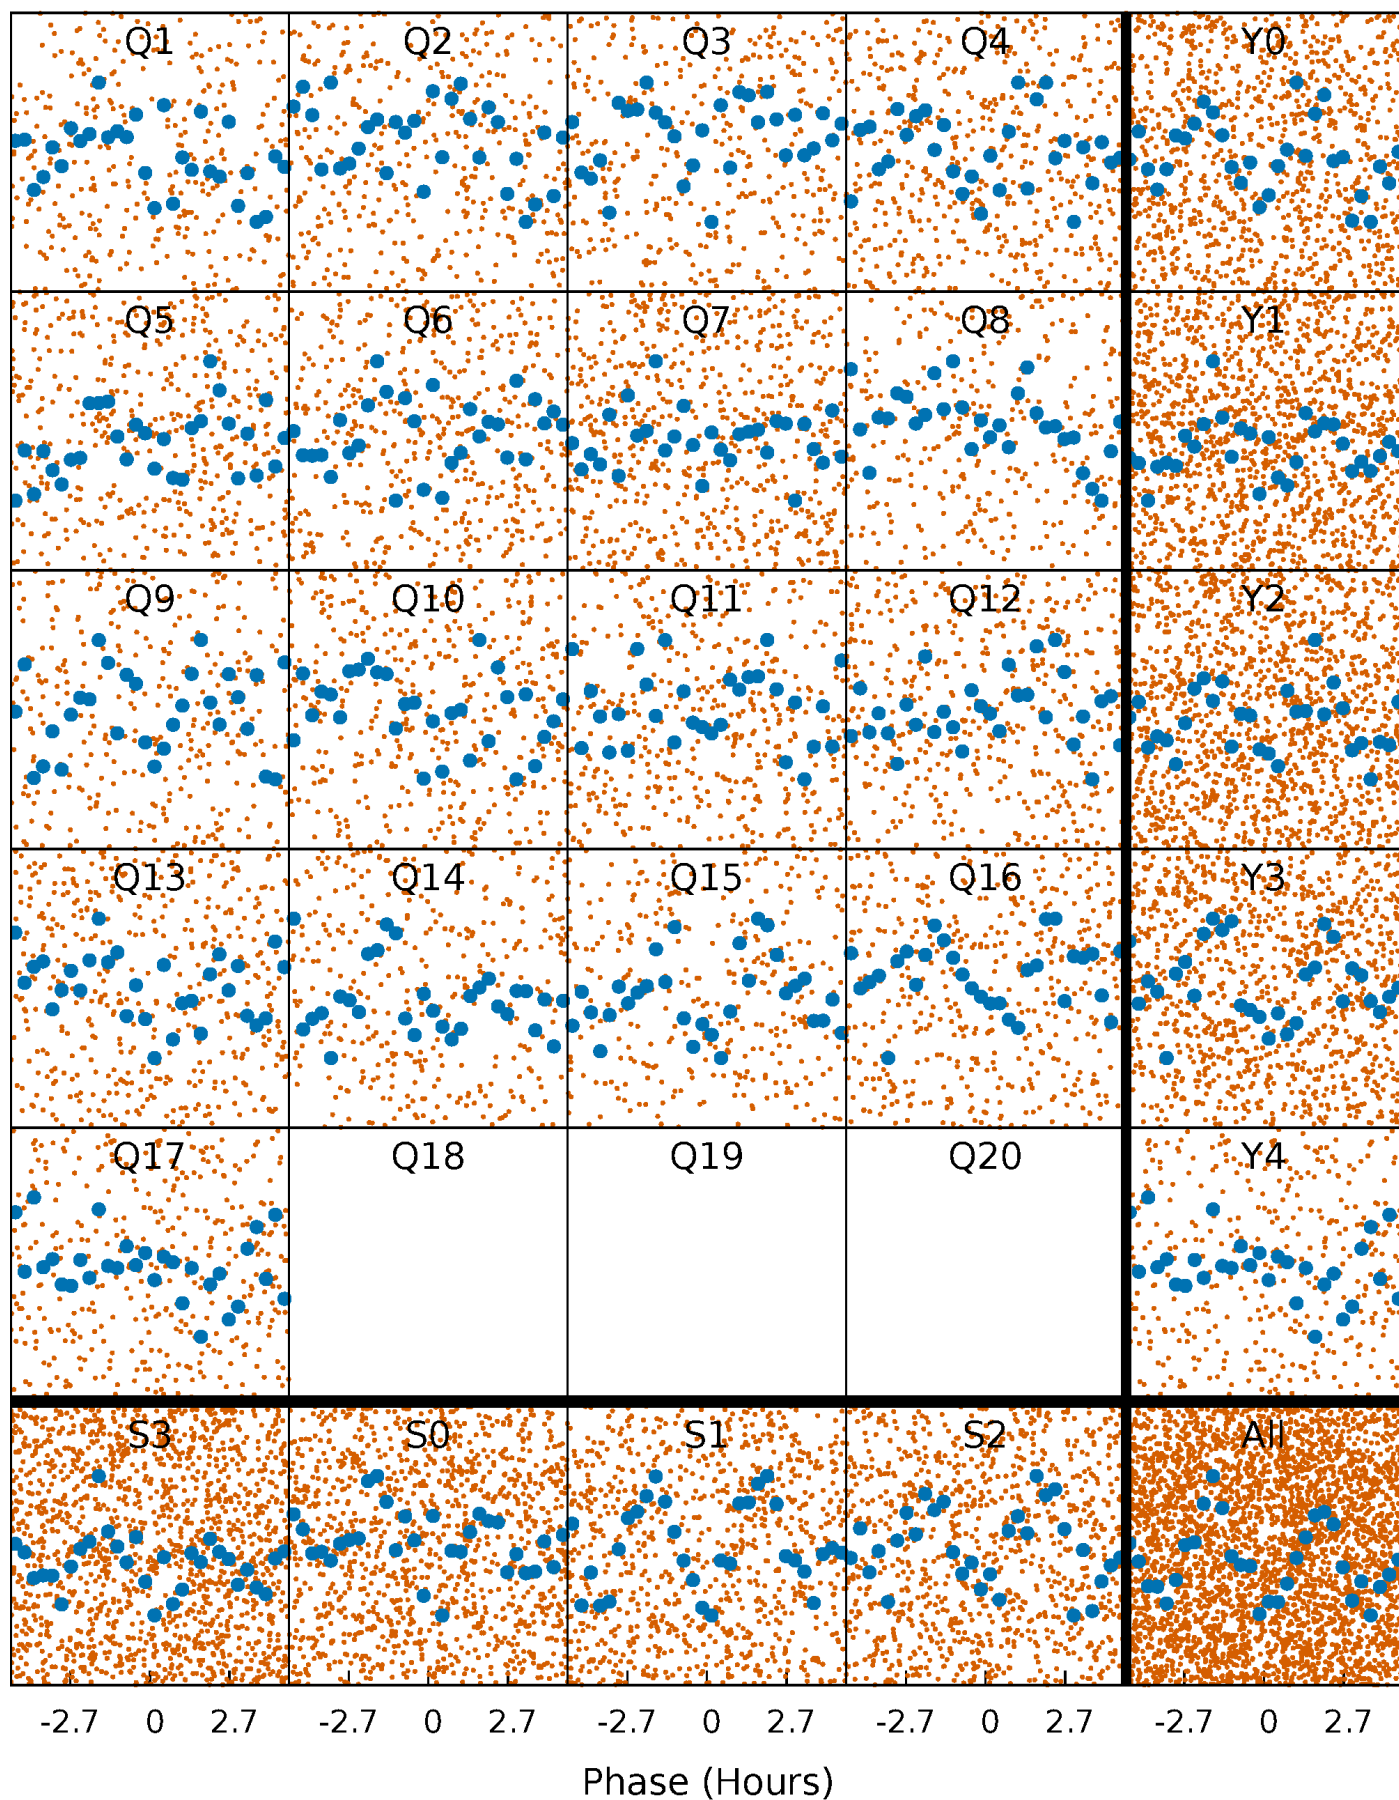 Q1 Q2 Q3 Q4 Y0
Q5 Q6 Q7 Q8 Y1
Q9 Q10 Q11 Q12 Y2
Q13 Q14 Q15 Q16 Y3
Q17 Q18 Q19 Q20 Y4
S3 S0 S1 S2 All
-2.7 0 2.7 -2.7 0 2.7 -2.7 0 2.7 -2.7 0 2.7 -2.7 0 2.7
Phase (Hours)